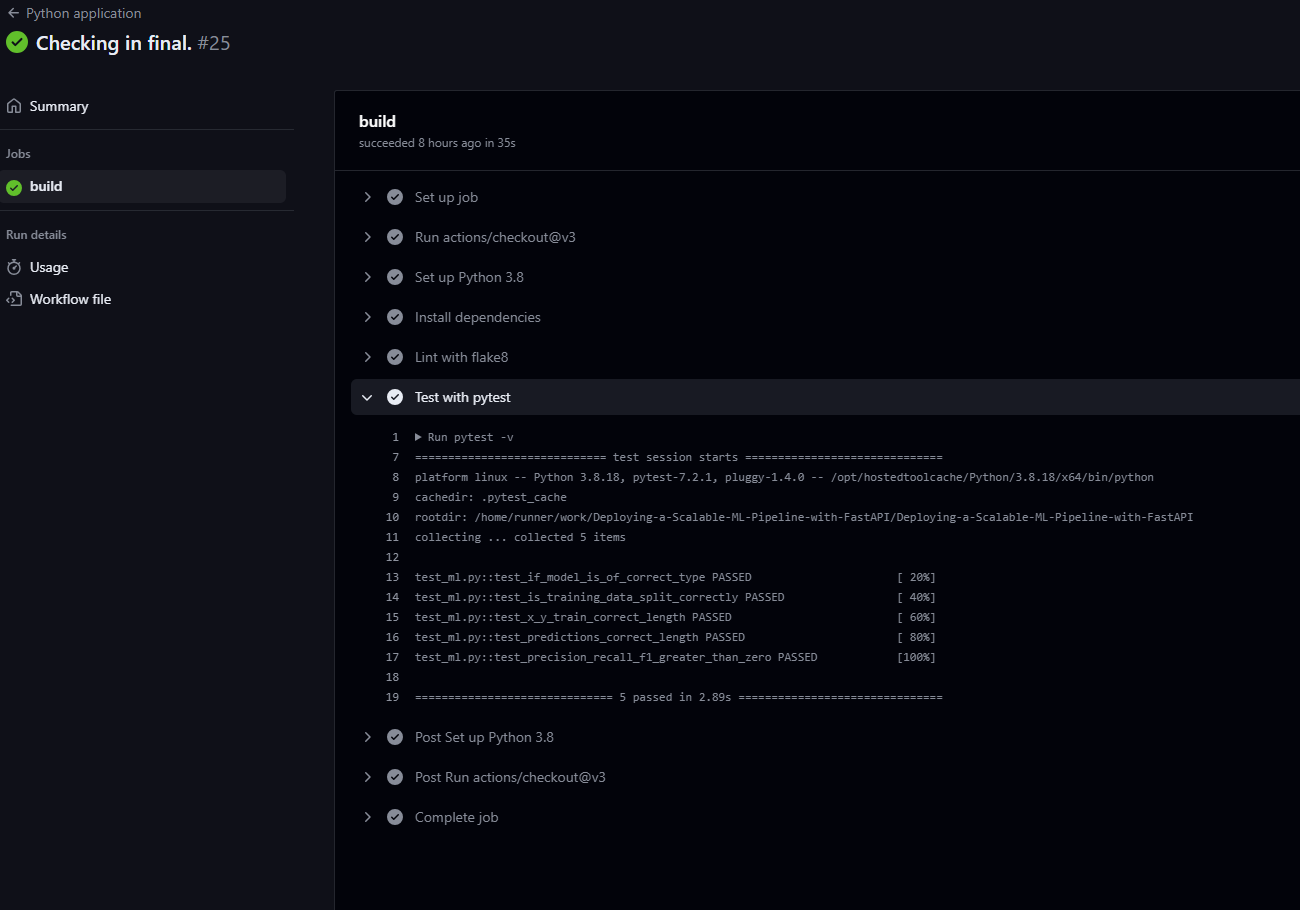 Python application
Checking in final. #25
Summary
Jobs
build
Run details
Usage
Workflow file
build
succeeded 8 hours ago in 35s
Set up job
Run actions/checkout@v3
Set up Python 3.8
Install dependencies
Lint with flake8
Test with pytest
1 Run pytest -v
7 ============================= test session starts ==============================
8 platform linux -- Python 3.8.18, pytest-7.2.1, pluggy-1.4.0 -- /opt/hostedtoolcache/Python/3.8.18/x64/bin/python
9 cachedir: .pytest_cache
10 rootdir: /home/runner/work/Deploying-a-Scalable-ML-Pipeline-with-FastAPI/Deploying-a-Scalable-ML-Pipeline-with-FastAPI
11 collecting ... collected 5 items
12
13 test_ml.py::test_if_model_is_of_correct_type PASSED [ 20%]
14 test_ml.py::test_is_training_data_split_correctly PASSED [ 40%]
15 test_ml.py::test_x_y_train_correct_length PASSED [ 60%]
16 test_ml.py::test_predictions_correct_length PASSED [ 80%]
17 test_ml.py::test_precision_recall_f1_greater_than_zero PASSED [100%]
18
19 ============================== 5 passed in 2.89s ===============================
Post Set up Python 3.8
Post Run actions/checkout@v3
Complete job